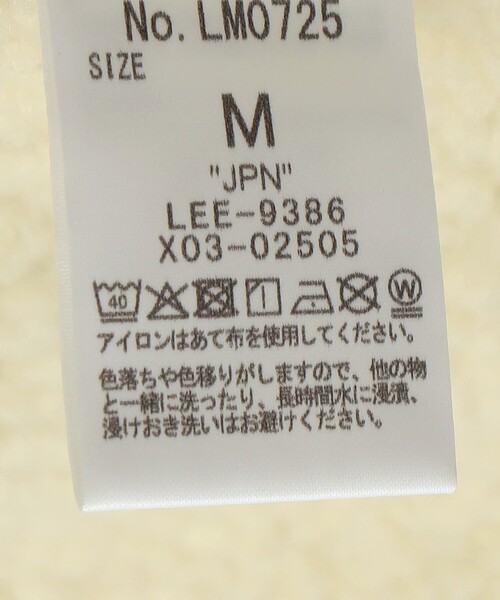 No. LM0725
SIZE
M
"JPN"
LEE-9386
X03-02505
40 W
アイロンはあて布を使用してください。
色落ちや色移りがしますので、他の物
と一緒に洗ったり、長時間水に浸漬、
浸けおき洗いはお避けください。